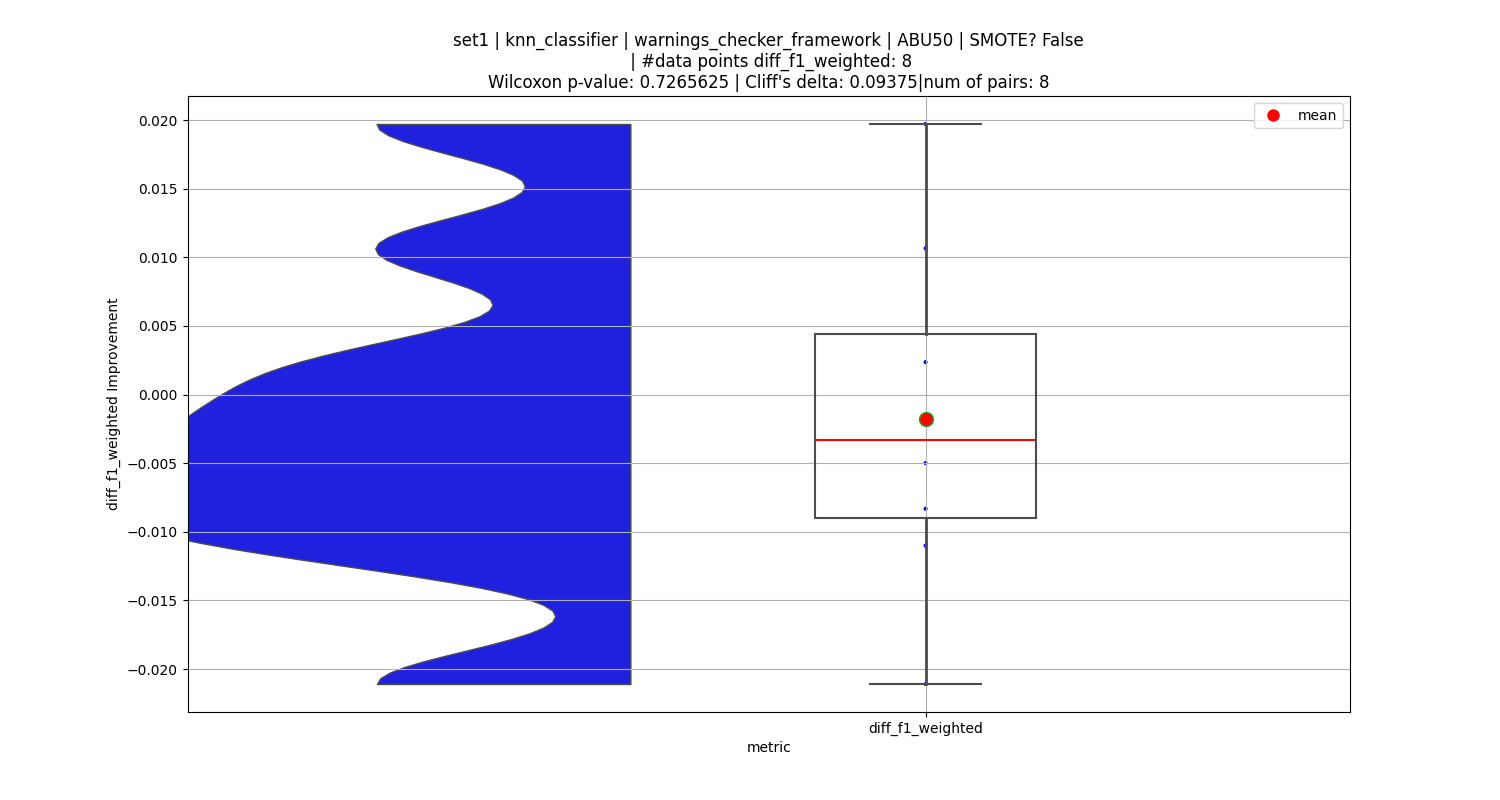 set1 | knn_classifier | warnings_checker_framework | ABU50 | SMOTE? False
| #data points diff_f1_weighted: 8
Wilcoxon p-value: 0.7265625 | Cliff's delta: 0.09375|num of pairs: 8
mean
0.020
0.015
0.010
0.005
0.000
−0.005
−0.010
−0.015
−0.020
diff_f1_weighted Improvement
diff_f1_weighted
metric